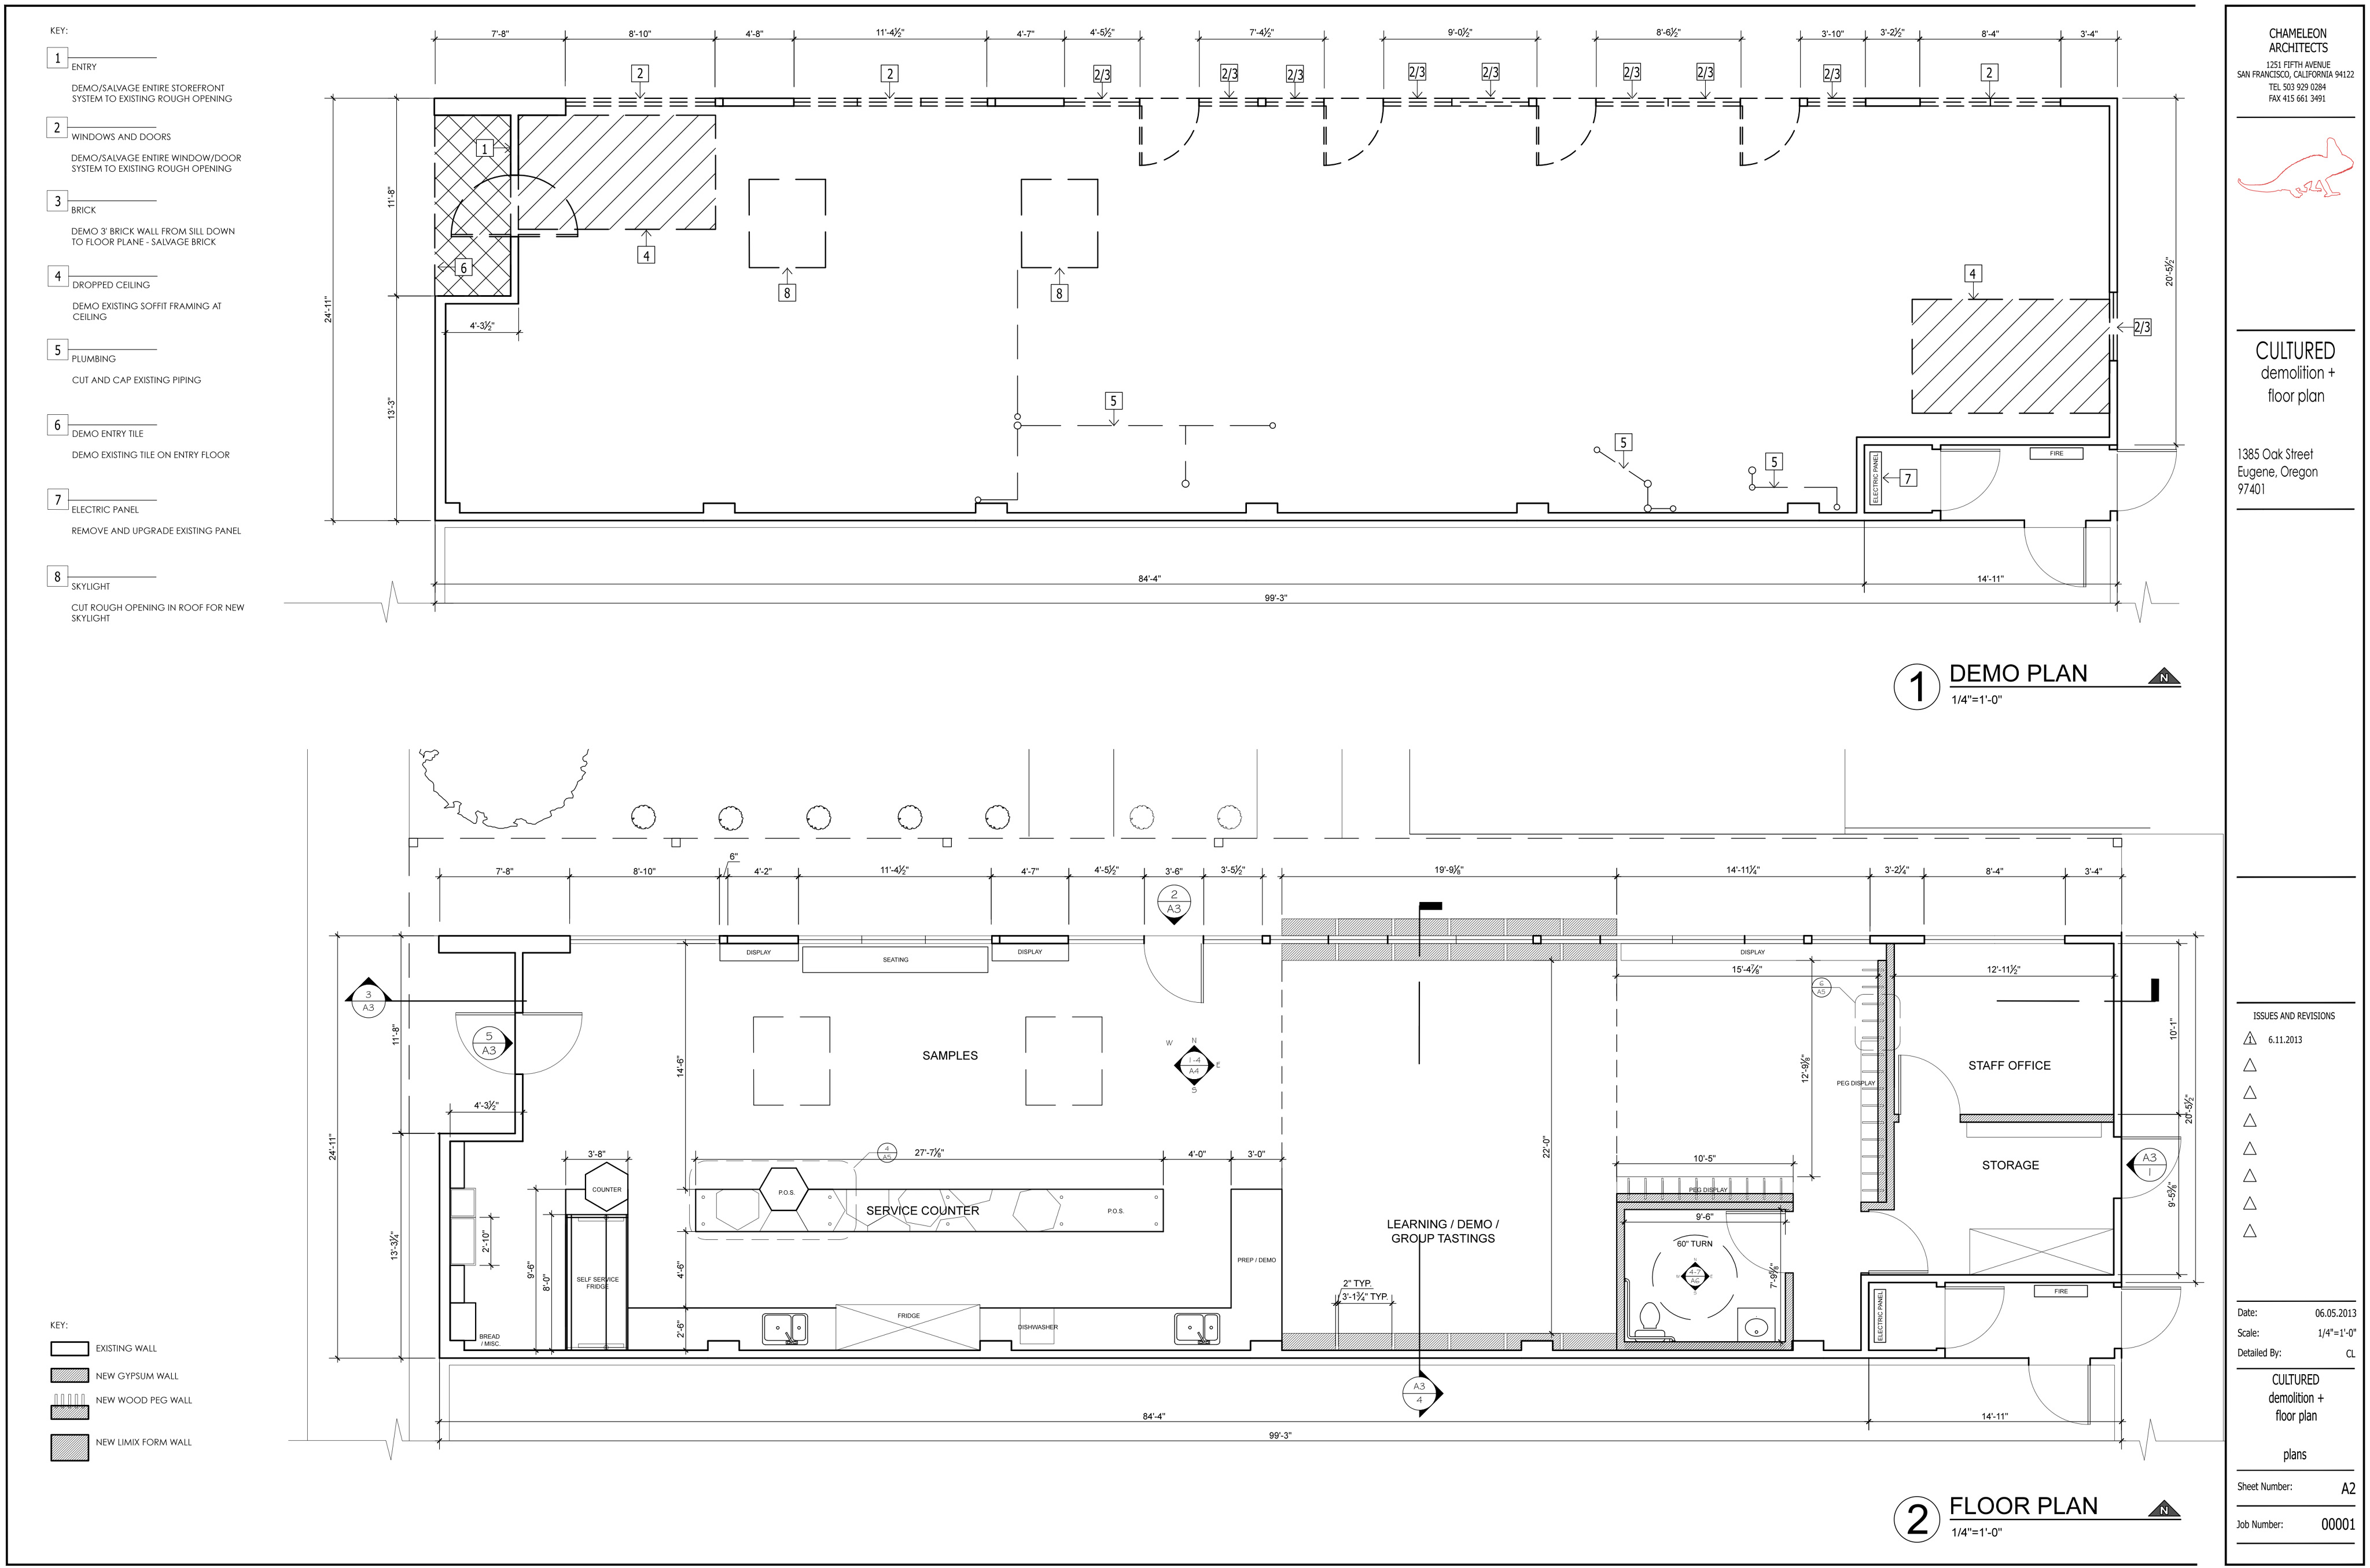 KEY:
1
ENTRY
DEMO/SALVAGE ENTIRE STOREFRONT
SYSTEM TO EXISTING ROUGH OPENING
2
WINDOWS AND DOORS
DEMO/SALVAGE ENTIRE WINDOW/DOOR
SYSTEM TO EXISTING ROUGH OPENING
3
BRICK
DEMO 3' BRICK WALL FROM SILL DOWN
TO FLOOR PLANE - SALVAGE BRICK
4
DROPPED CEILING
DEMO EXISTING SOFFIT FRAMING AT
CEILING
5
PLUMBING
CUT AND CAP EXISTING PIPING
6
DEMO ENTRY TILE
DEMO EXISTING TILE ON ENTRY FLOOR
7
ELECTRIC PANEL
REMOVE AND UPGRADE EXISTING PANEL
8
SKYLIGHT
CUT ROUGH OPENING IN ROOF FOR NEW
SKYLIGHT
7'-8" 8'-10" 4'-8" 11'-4½" 4'-7" 4'-5½" 7'-4½" 9'-0½" 8'-6½" 3'-10" 3'-2½" 8'-4" 3'-4"
2 2 2/3 2/3 2/3 2/3 2/3 2/3 2/3 2/3 2
1
11'-8"
4
6
8 8
4
20'-5½"
24'-11"
4'-3½"
2/3
13'-3"
5
5
5
7
ELECTRIC PANEL
FIRE
84'-4" 14'-11"
99'-3"
1 DEMO PLAN N
1/4"=1'-0"
6"
7'-8" 8'-10" 4'-2" 11'-4½" 4'-7" 4'-5½" 3'-6" 3'-5½" 19'-9⅛" 14'-11¼" 3'-2¼" 8'-4" 3'-4"
2
A3
DISPLAY SEATING DISPLAY DISPLAY
15'-4⅞" 12'-11½"
6
A5
3
A3
5
A3
11'-8"
14'-6"
SAMPLES
W N E S
1-4
A4
12'-9⅛"
PEG DISPLAY
STAFF OFFICE
10'-1"
20'-5½"
4'-3½"
24'-11"
3'-8"
4
A5
27'-7⅛" 4'-0" 3'-0"
22'-0"
10'-5"
STORAGE
A3
1
COUNTER
P.O.S.
SERVICE COUNTER
P.O.S.
PEG DISPLAY
9'-5⅜"
LEARNING / DEMO /
GROUP TASTINGS
9'-6"
60" TURN
4-7
A6
7'-9⅛"
13'-3¼"
2'-10"
9'-6"
8'-0"
4'-6"
PREP / DEMO
SELF SERVICE
FRIDGE
2" TYP.
3'-1¾" TYP.
2'-6"
FRIDGE
DISHWASHER
BREAD
/ MISC.
ELECTRIC PANEL
FIRE
A3
4
84'-4" 14'-11"
99'-3"
KEY:
EXISTING WALL
NEW GYPSUM WALL
NEW WOOD PEG WALL
NEW LIMIX FORM WALL
2 FLOOR PLAN N
1/4"=1'-0"
CHAMELEON
ARCHITECTS
1251 FIFTH AVENUE
SAN FRANCISCO, CALIFORNIA 94122
TEL 503 929 0284
FAX 415 661 3491
CULTURED
demolition +
floor plan
1385 Oak Street
Eugene, Oregon
97401
ISSUES AND REVISIONS
1 6.11.2013
Date: 06.05.2013
Scale: 1/4"=1'-0"
Detailed By: CL
CULTURED
demolition +
floor plan
plans
Sheet Number: A2
Job Number: 00001